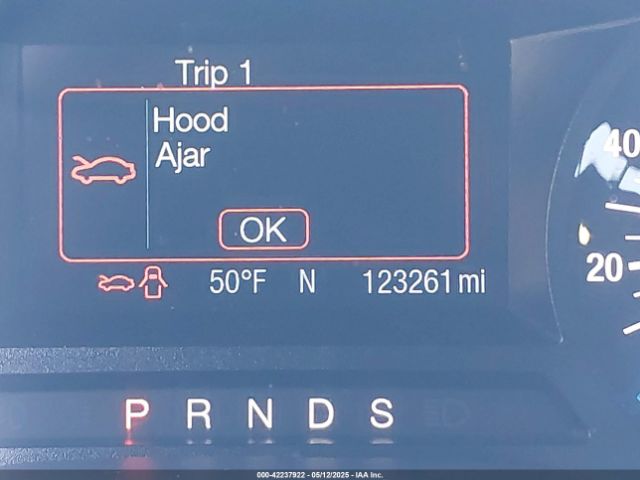 Trip 1
Hood
Ajar
OK
50°F N 123261 mi
40
20
P R N D S
000-42237922 - 05/12/2025 - IAA Inc.